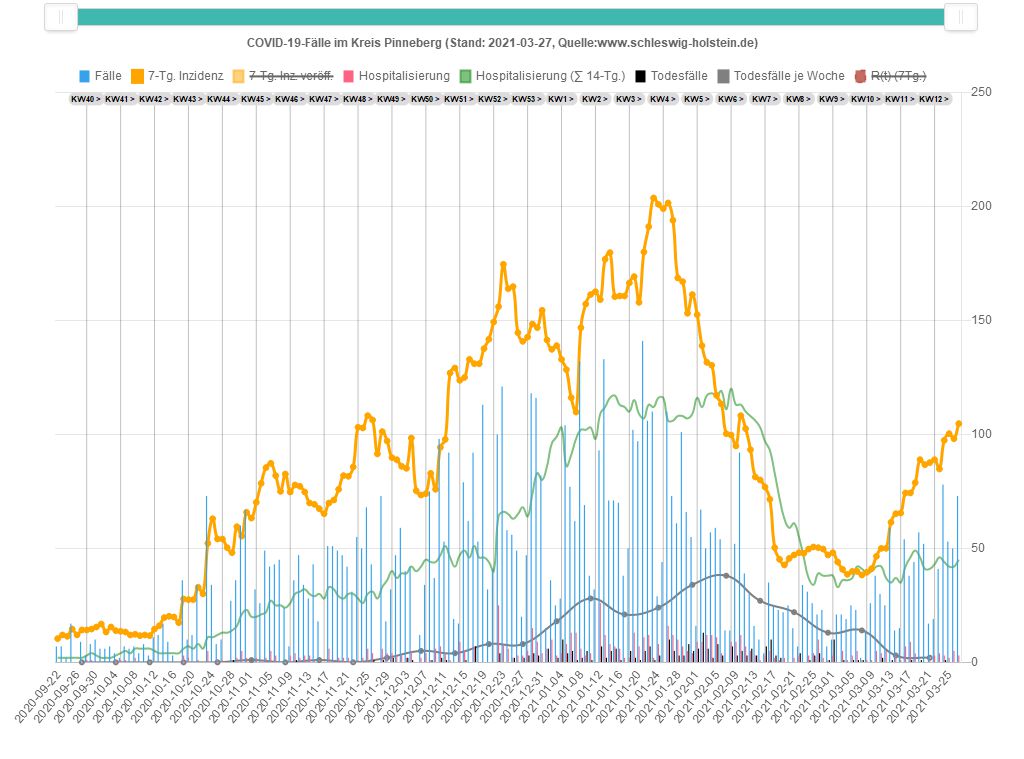 COVID-19-Fälle im Kreis Pinneberg (Stand: 2021-03-27, Quelle:www.schleswig-holstein.de)
Fälle 7-Tg. Inzidenz 7-Tg. Inz. veröff. Hospitalisierung Hospitalisierung (∑ 14-Tg.) Todesfälle Todesfälle je Woche R(t) (7Tg.)
KW40 > KW41 > KW42 > KW43 > KW44 > KW45 > KW46 > KW47 > KW48 > KW49 > KW50 > KW51 > KW52 > KW53 > KW1 > KW2 > KW3 > KW4 > KW5 > KW6 > KW7 > KW8 > KW9 > KW10 > KW11 > KW12 >
250
200
150
100
50
0
2020-09-22 2020-09-26 2020-09-30 2020-10-04 2020-10-08 2020-10-12 2020-10-16 2020-10-20 2020-10-24 2020-10-28 2020-11-01 2020-11-05 2020-11-09 2020-11-13 2020-11-17 2020-11-21 2020-11-25 2020-11-29 2020-12-03 2020-12-07 2020-12-11 2020-12-15 2020-12-19 2020-12-23 2020-12-27 2020-12-31 2021-01-04 2021-01-08 2021-01-12 2021-01-16 2021-01-20 2021-01-24 2021-01-28 2021-02-01 2021-02-05 2021-02-09 2021-02-13 2021-02-17 2021-02-21 2021-02-25 2021-03-01 2021-03-05 2021-03-09 2021-03-13 2021-03-17 2021-03-21 2021-03-25